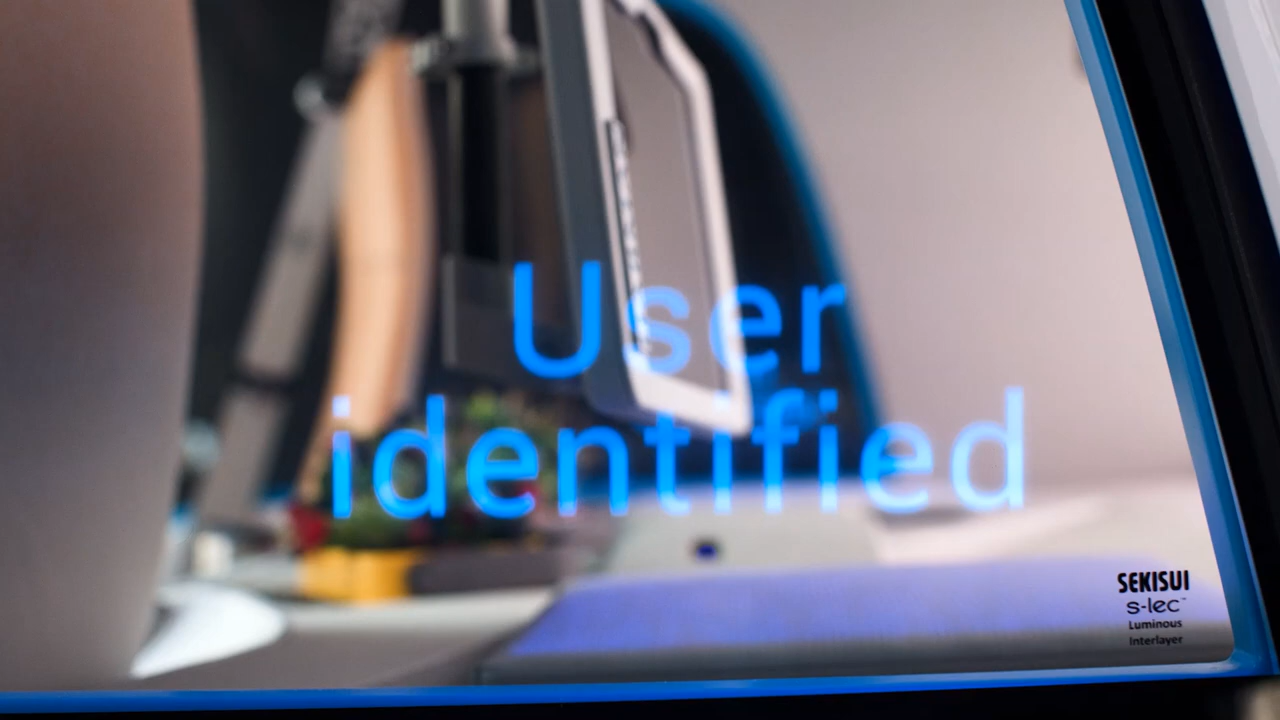 User
identified
SEKISUI
s-lec™
Luminous
Interlayer